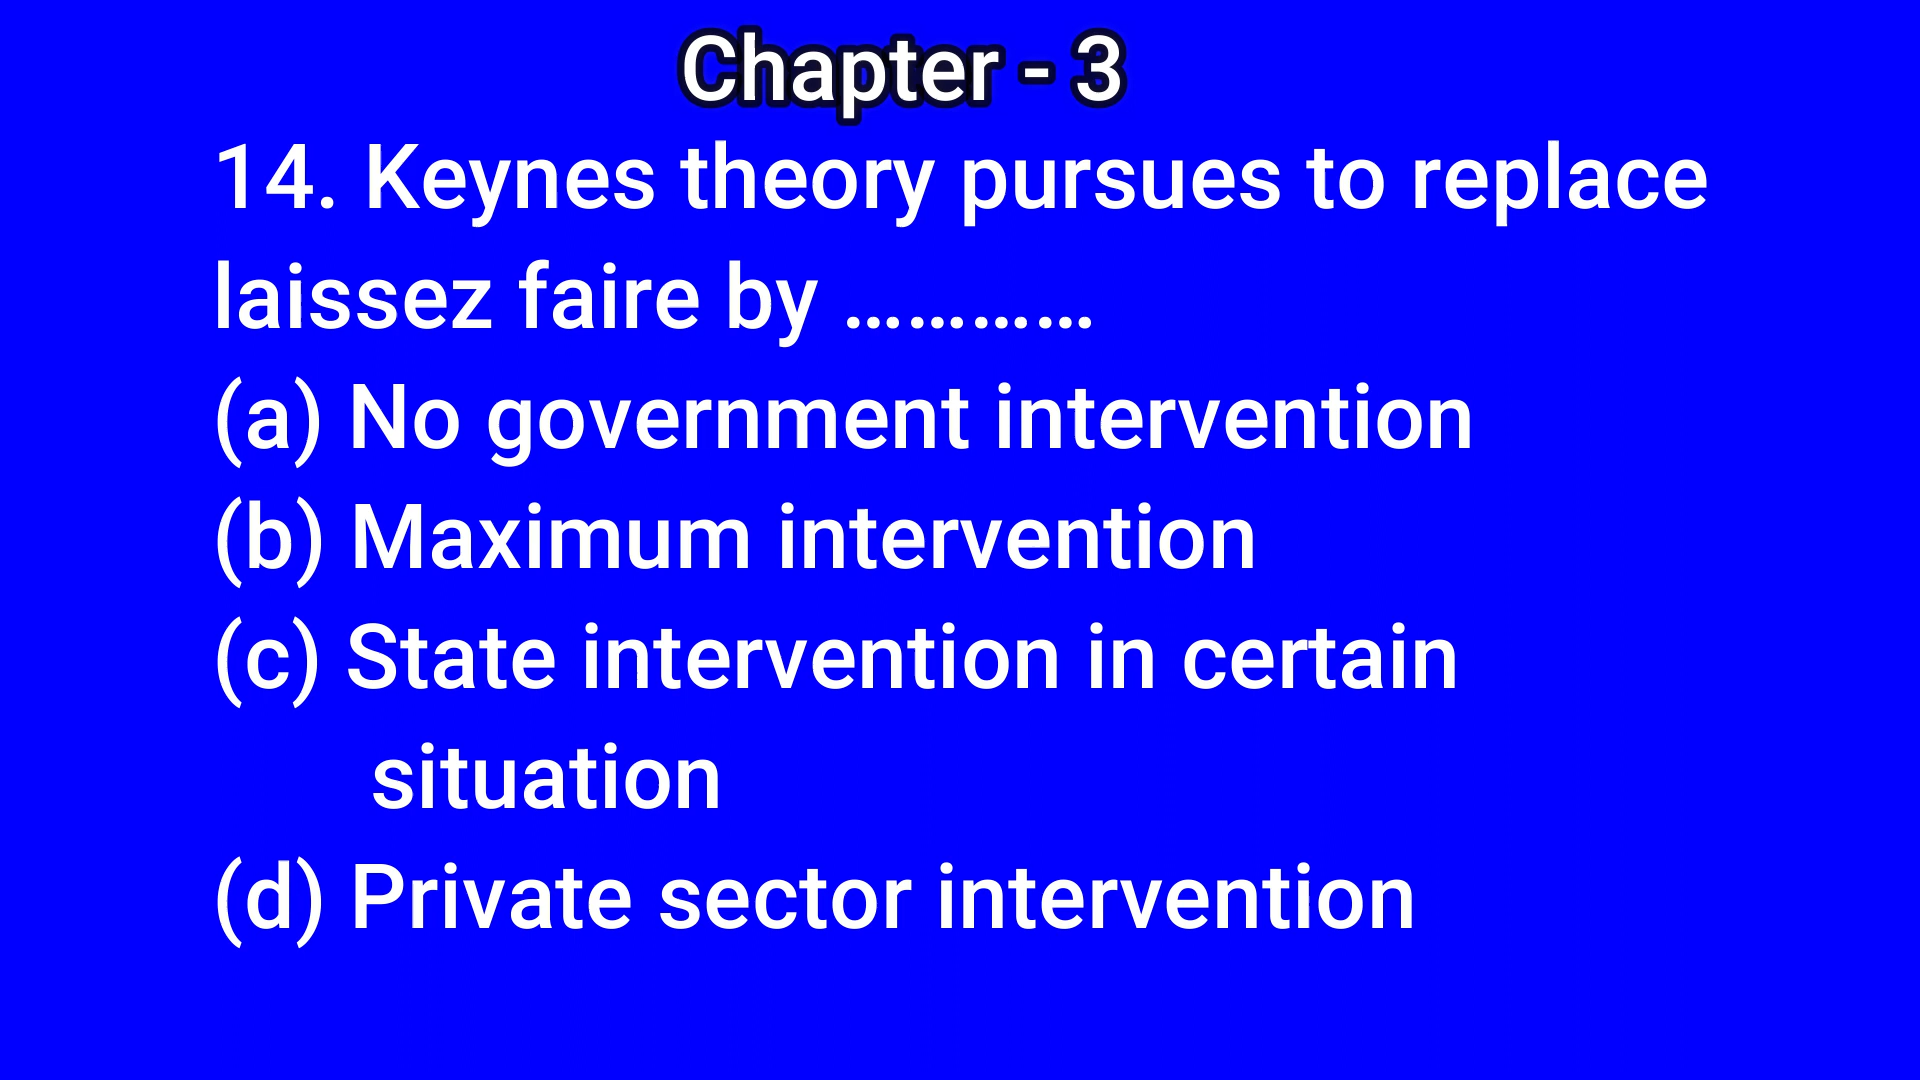 Chapter - 3
14. Keynes theory pursues to replace
laissez faire by …………
(a) No government intervention
(b) Maximum intervention
(c) State intervention in certain
situation
(d) Private sector intervention